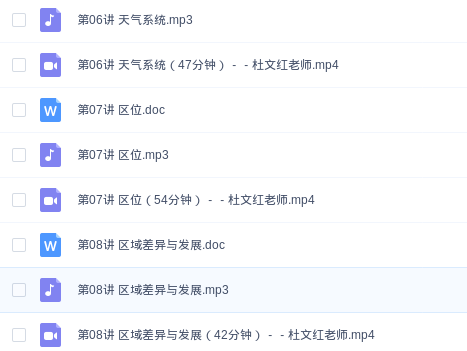 第06讲 天气系统.mp3
第06讲 天气系统（47分钟）- - 杜文红老师.mp4
第07讲 区位.doc
第07讲 区位.mp3
第07讲 区位（54分钟）- - 杜文红老师.mp4
第08讲 区域差异与发展.doc
第08讲 区域差异与发展.mp3
第08讲 区域差异与发展（42分钟）- - 杜文红老师.mp4